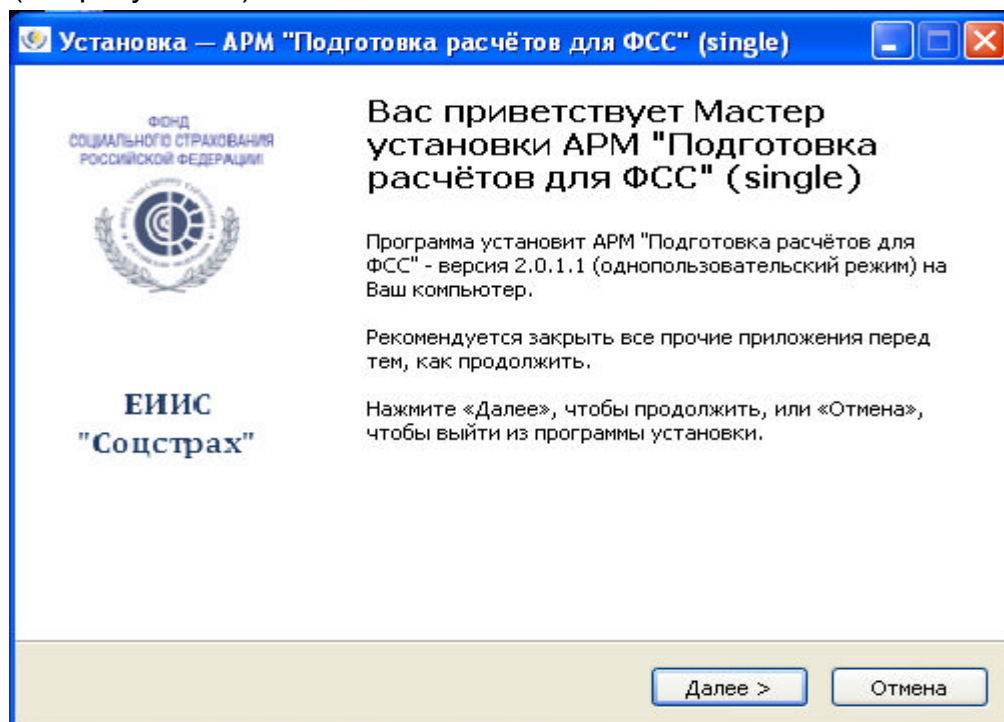 Установка — АРМ "Подготовка расчётов для ФСС" (single)
ФОНД
СОЦИАЛЬНОГО СТРАХОВАНИЯ
РОССИЙСКОЙ ФЕДЕРАЦИИ
ЕИИС
"Соцстрах"
Вас приветствует Мастер
установки АРМ "Подготовка
расчётов для ФСС" (single)
Программа установит АРМ "Подготовка расчётов для
ФСС" - версия 2.0.1.1 (однопользовательский режим) на
Ваш компьютер.
Рекомендуется закрыть все прочие приложения перед
тем, как продолжить.
Нажмите «Далее», чтобы продолжить, или «Отмена»,
чтобы выйти из программы установки.
Далее >
Отмена